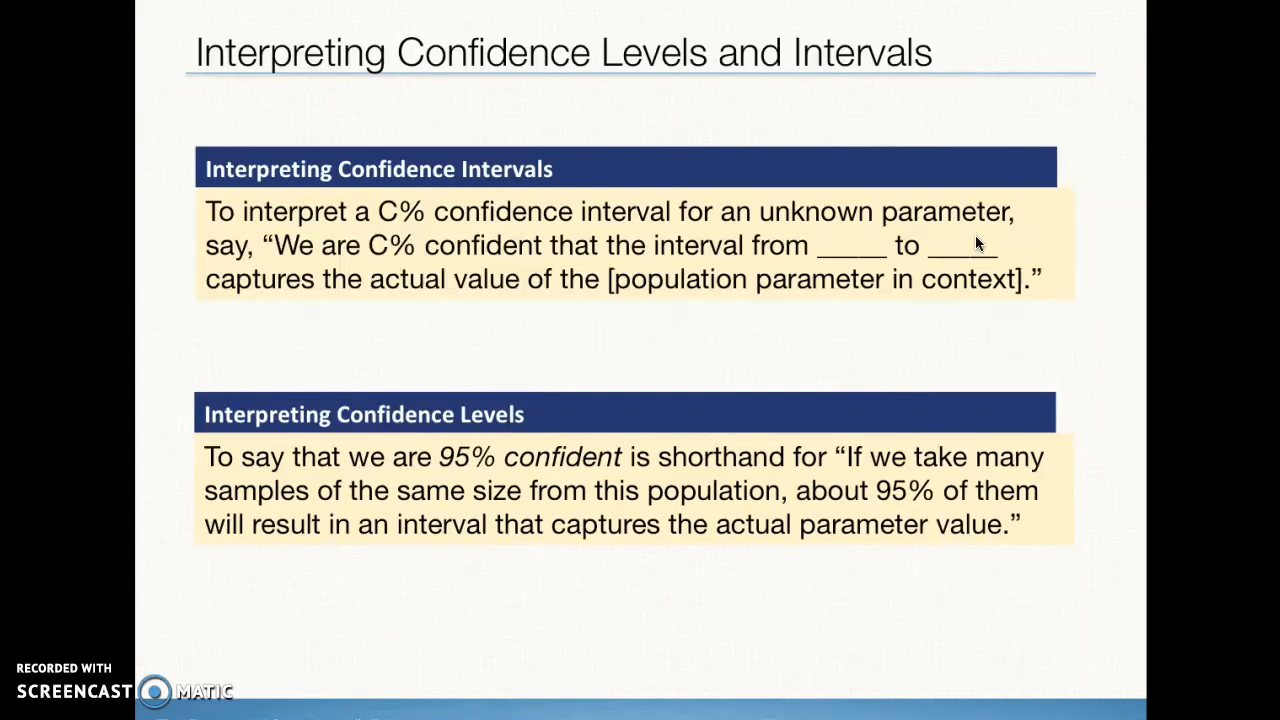 Interpreting Confidence Levels and Intervals
Interpreting Confidence Intervals
To interpret a C% confidence interval for an unknown parameter,
say, “We are C% confident that the interval from _____ to _____
captures the actual value of the [population parameter in context].”
Interpreting Confidence Levels
To say that we are 95% confident is shorthand for “If we take many
samples of the same size from this population, about 95% of them
will result in an interval that captures the actual parameter value.”
RECORDED WITH
SCREENCAST MATIC